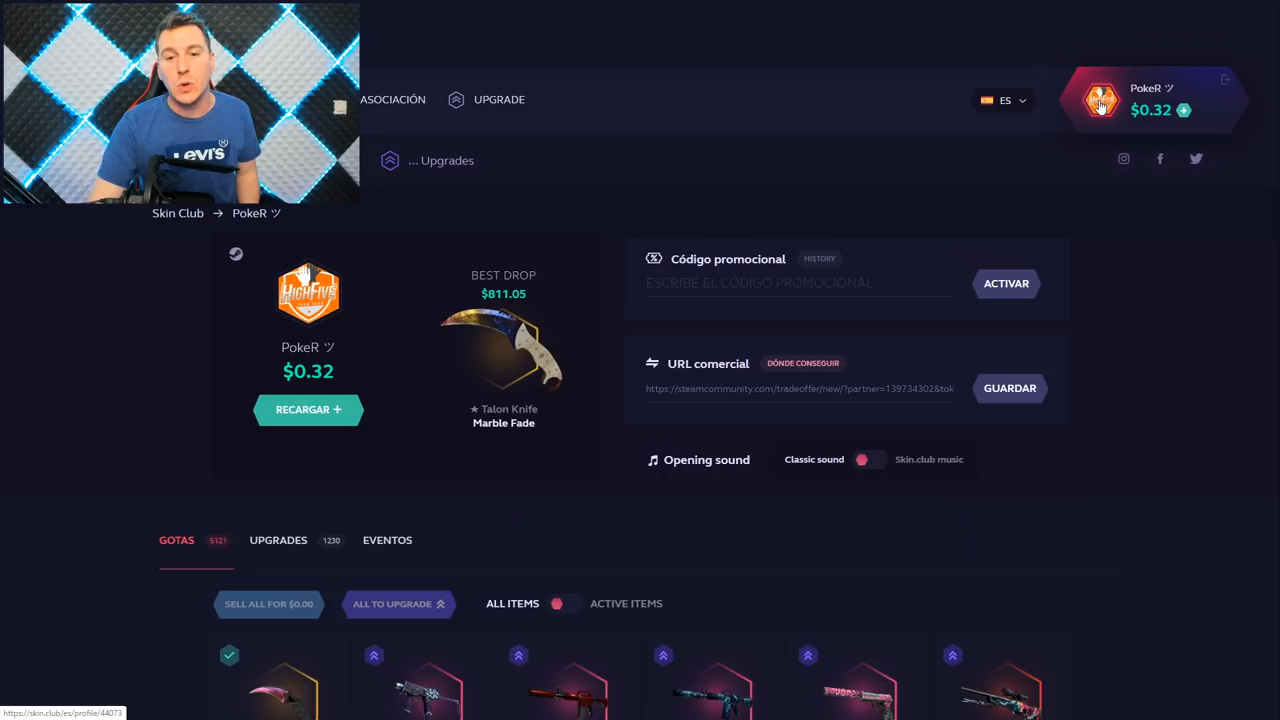 ASOCIACIÓN
UPGRADE
ES
PokeR ツ
$0.32
Levi's
... Upgrades
Skin Club → PokeR ツ
HIGHFIVE
PokeR ツ
$0.32
RECARGAR +
BEST DROP
$811.05
★ Talon Knife
Marble Fade
Código promocional
HISTORY
ESCRIBE EL CÓDIGO PROMOCIONAL
ACTIVAR
URL comercial
DÓNDE CONSEGUIR
https://steamcommunity.com/tradeoffer/new/?partner=139734302&tok
GUARDAR
Opening sound
Classic sound
Skin.club music
GOTAS 5121
UPGRADES 1230
EVENTOS
SELL ALL FOR $0.00
ALL TO UPGRADE
ALL ITEMS
ACTIVE ITEMS
https://skin.club/es/profile/44073